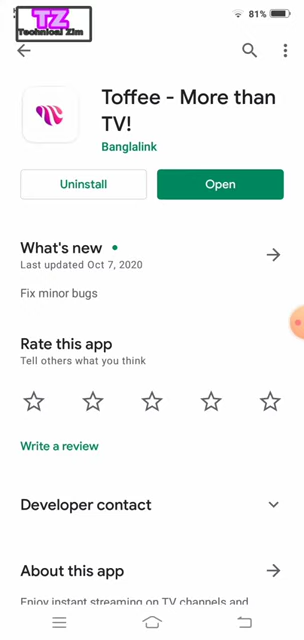 TZ
Technical Zim
81%
Toffee - More than
TV!
Banglalink
Uninstall
Open
What's new
Last updated Oct 7, 2020
Fix minor bugs
Rate this app
Tell others what you think
Write a review
Developer contact
About this app
Enjoy instant streaming on TV channels and